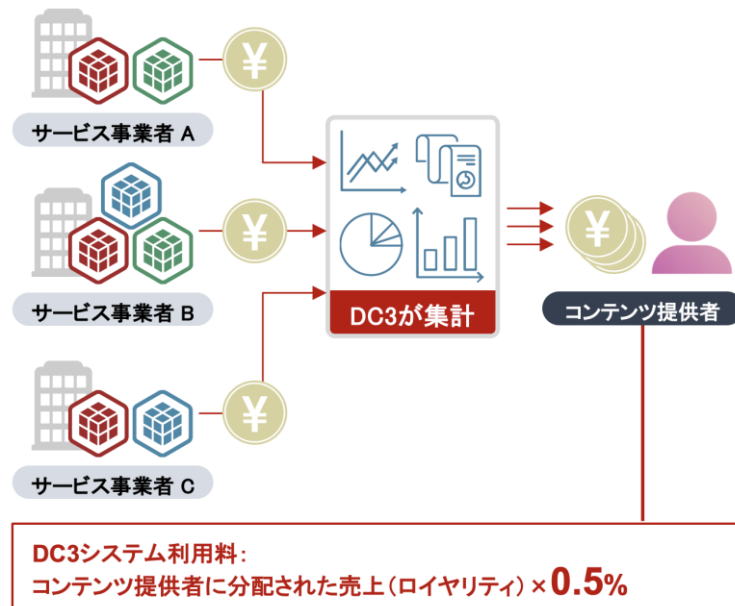 ¥
サービス事業者 A
¥
サービス事業者 B
¥
サービス事業者 C
DC3が集計
¥
コンテンツ提供者
DC3システム利用料:
コンテンツ提供者に分配された売上(ロイヤリティ)×0.5%